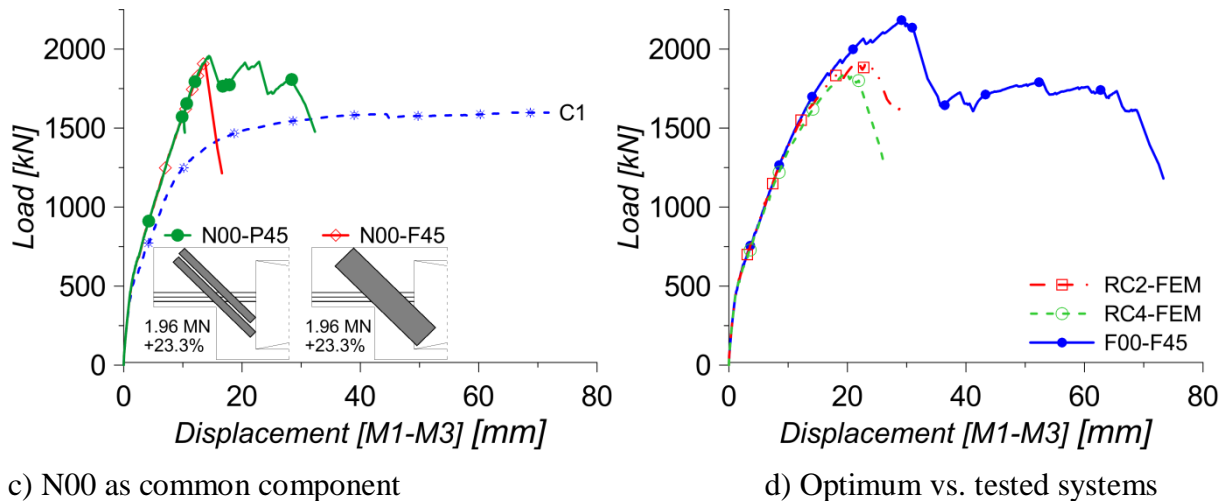 2000
1500
1000
500
0
Load [kN]
C1
N00-P45
N00-F45
1.96 MN
+23.3%
1.96 MN
+23.3%
0 20 40 60 80
Displacement [M1-M3] [mm]
c) N00 as common component
2000
1500
1000
500
0
Load [kN]
RC2-FEM
RC4-FEM
F00-F45
0 20 40 60 80
Displacement [M1-M3] [mm]
d) Optimum vs. tested systems